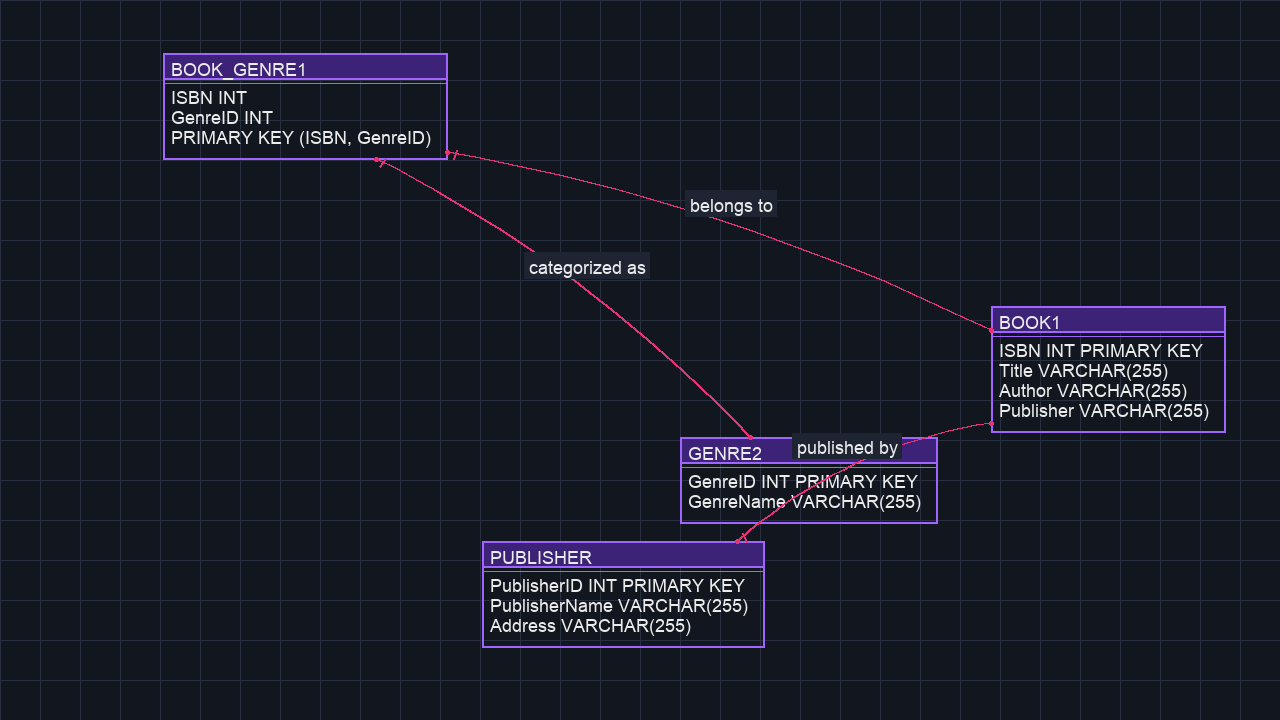 BOOK_GENRE1
ISBN INT
GenreID INT
PRIMARY KEY (ISBN, GenreID)
belongs to
categorized as
BOOK1
ISBN INT PRIMARY KEY
Title VARCHAR(255)
Author VARCHAR(255)
Publisher VARCHAR(255)
published by
GENRE2
GenreID INT PRIMARY KEY
GenreName VARCHAR(255)
PUBLISHER
PublisherID INT PRIMARY KEY
PublisherName VARCHAR(255)
Address VARCHAR(255)